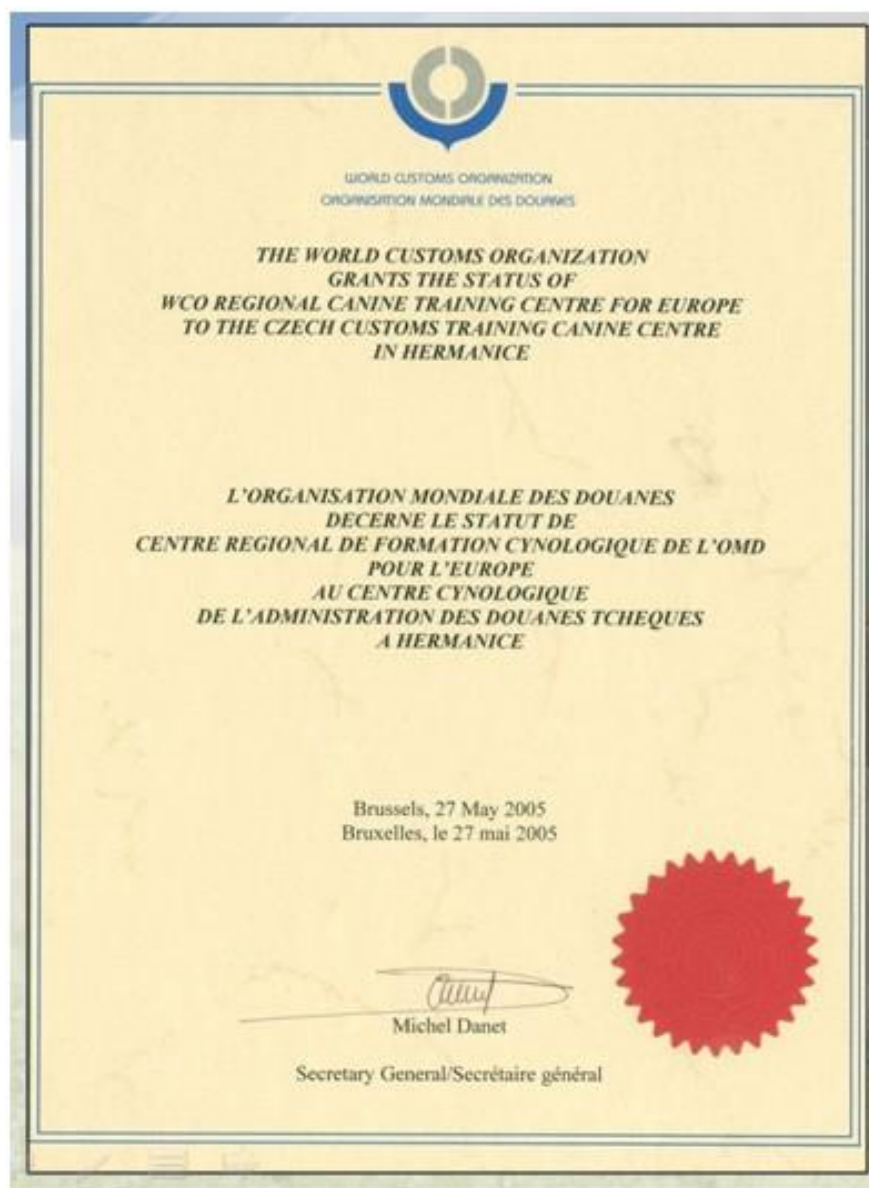 WORLD CUSTOMS ORGANIZATION
ORGANISATION MONDIALE DES DOUANES
THE WORLD CUSTOMS ORGANIZATION
GRANTS THE STATUS OF
WCO REGIONAL CANINE TRAINING CENTRE FOR EUROPE
TO THE CZECH CUSTOMS TRAINING CANINE CENTRE
IN HERMANICE
L'ORGANISATION MONDIALE DES DOUANES
DECERNE LE STATUT DE
CENTRE REGIONAL DE FORMATION CYNOLOGIQUE DE L'OMD
POUR L'EUROPE
AU CENTRE CYNOLOGIQUE
DE L'ADMINISTRATION DES DOUANES TCHEQUES
A HERMANICE
Brussels, 27 May 2005
Bruxelles, le 27 mai 2005
Michel Danet
Secretary General/Secrétaire général